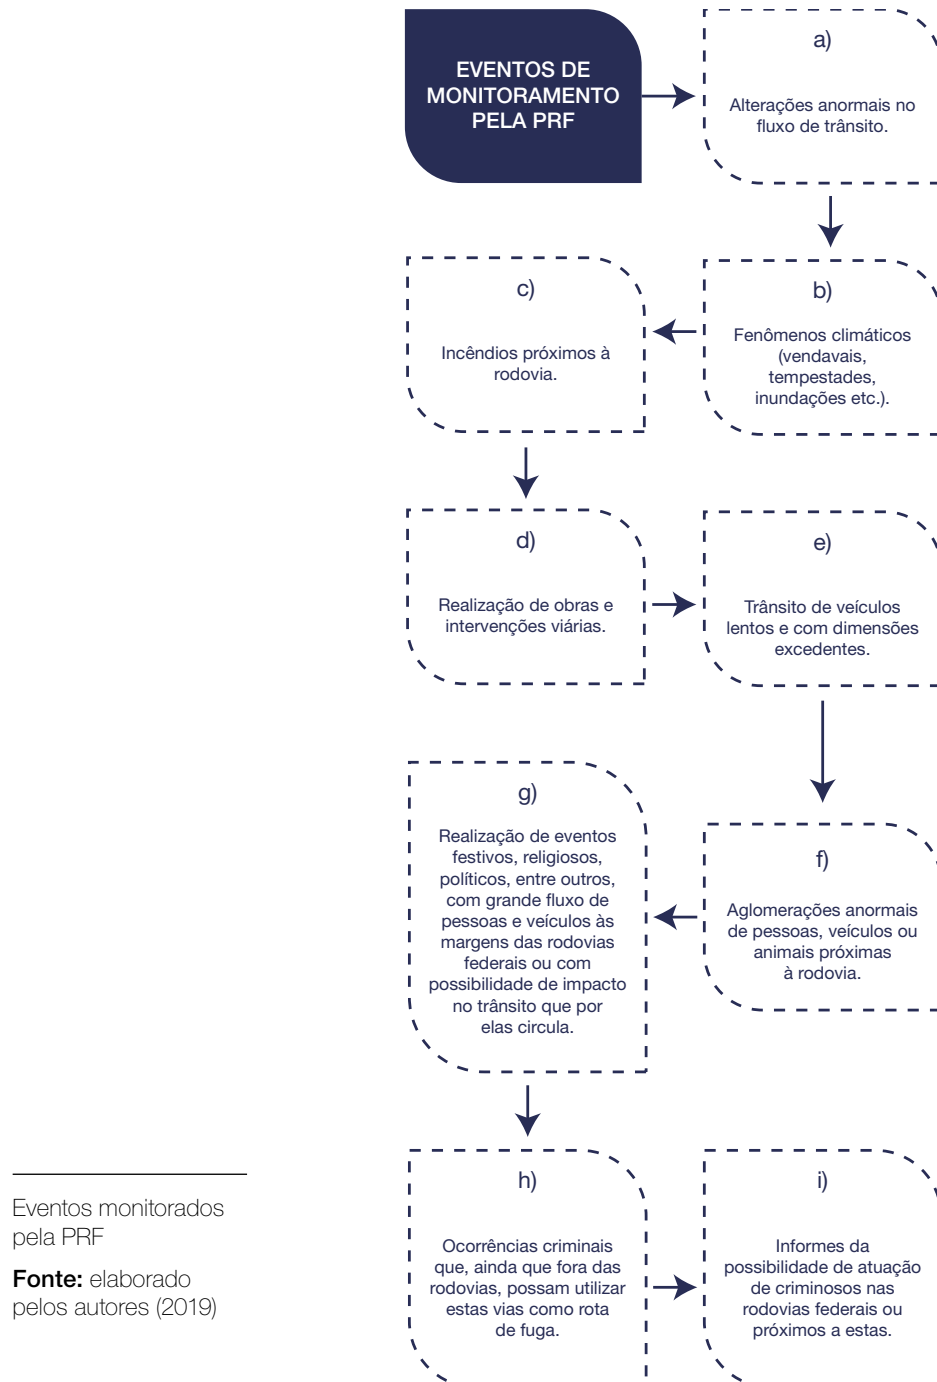 EVENTOS DE
MONITORAMENTO
PELA PRF
a)
Alterações anormais no
fluxo de trânsito.
b)
Fenômenos climáticos
(vendavais,
tempestades,
inundações etc.).
c)
Incêndios próximos à
rodovia.
d)
Realização de obras e
intervenções viárias.
e)
Trânsito de veículos
lentos e com dimensões
excedentes.
f)
Aglomerações anormais
de pessoas, veículos ou
animais próximas
à rodovia.
g)
Realização de eventos
festivos, religiosos,
políticos, entre outros,
com grande fluxo de
pessoas e veículos às
margens das rodovias
federais ou com
possibilidade de impacto
no trânsito que por
elas circula.
h)
Ocorrências criminais
que, ainda que fora das
rodovias, possam utilizar
estas vias como rota
de fuga.
i)
Informes da
possibilidade de atuação
de criminosos nas
rodovias federais ou
próximos a estas.
Eventos monitorados
pela PRF
Fonte: elaborado
pelos autores (2019)